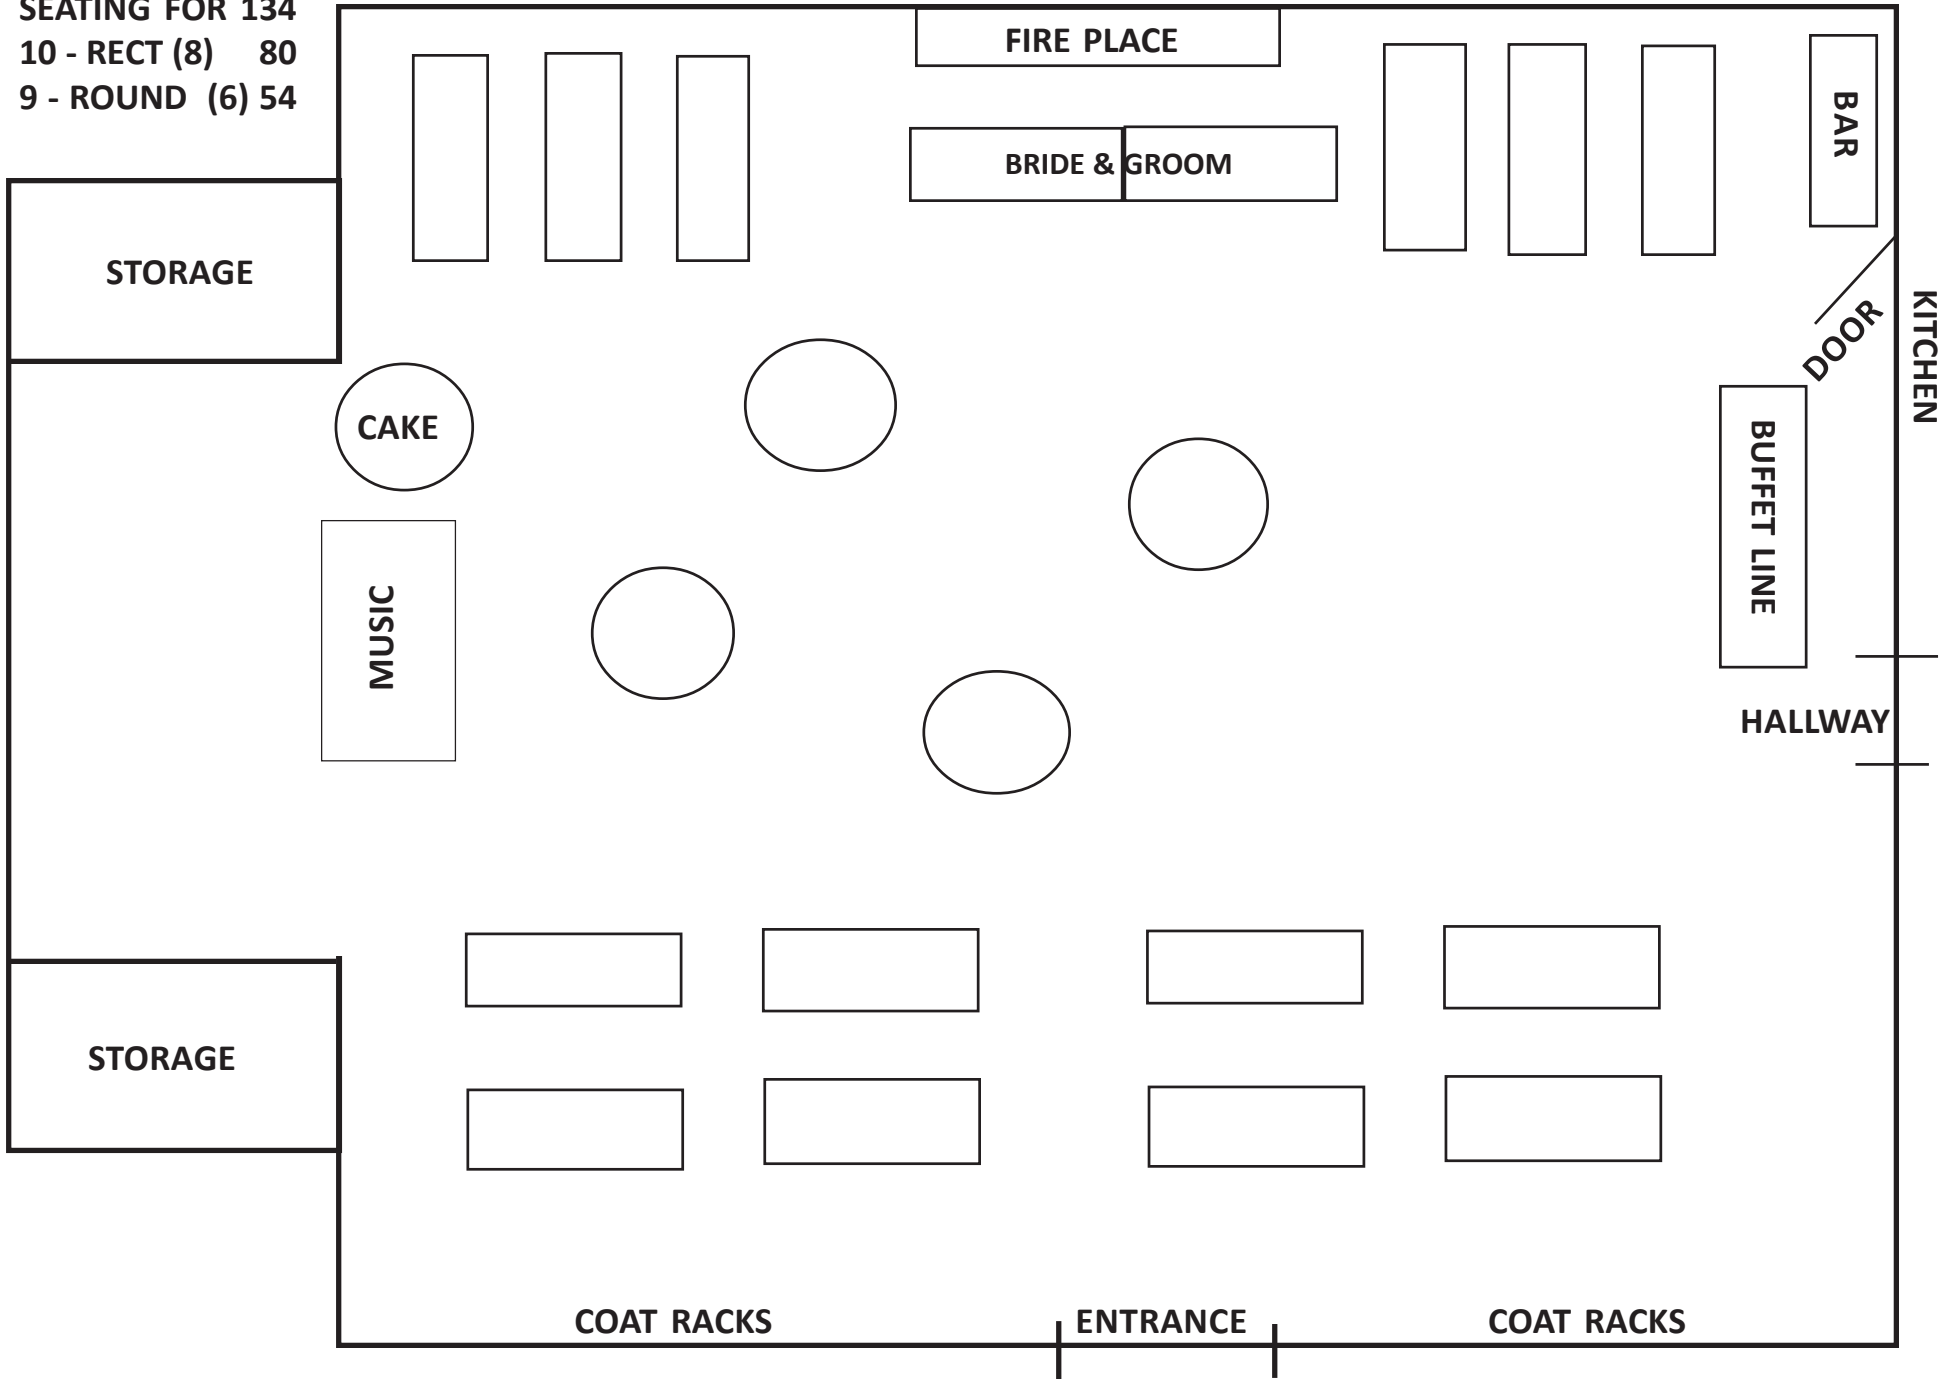 SEATING FOR 134
10 - RECT (8) 80
9 - ROUND (6) 54
FIRE PLACE
BRIDE & GROOM
BAR
STORAGE
DOOR
KITCHEN
CAKE
BUFFET LINE
MUSIC
HALLWAY
STORAGE
COAT RACKS
ENTRANCE
COAT RACKS